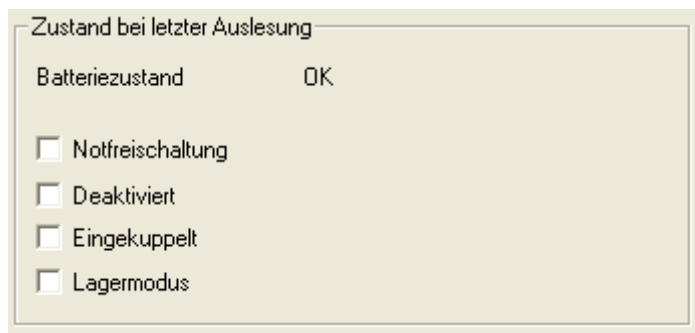 Zustand bei letzter Auslesung
Batteriezustand OK
Notfreischaltung
Deaktiviert
Eingekuppelt
Lagermodus